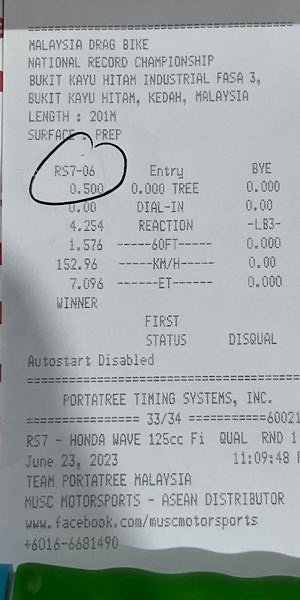 MALAYSIA DRAG BIKE
NATIONAL RECORD CHAMPIONSHIP
BUKIT KAYU HITAM INDUSTRIAL FASA 3,
BUKIT KAYU HITAM, KEDAH, MALAYSIA
LENGTH : 201M
SURFACE : PREP
RS7-06 Entry BYE
0.500 0.000 TREE 0.000
0.00 DIAL-IN 0.00
4.254 REACTION -LB3-
1.576 -----60FT----- 0.000
152.96 -----KM/H----- 0.00
7.096 -----ET----- 0.000
WINNER
FIRST
STATUS DISQUAL
Autostart Disabled
PORTATREE TIMING SYSTEMS, INC.
=============== 33/34 ===========60021
RS7 - HONDA WAVE 125cc Fi QUAL RND 1
June 23, 2023 11:09:48
TEAM PORTATREE MALAYSIA
MUSC MOTORSPORTS - ASEAN DISTRIBUTOR
www.facebook.com/muscmotorsports
+6016-6681490